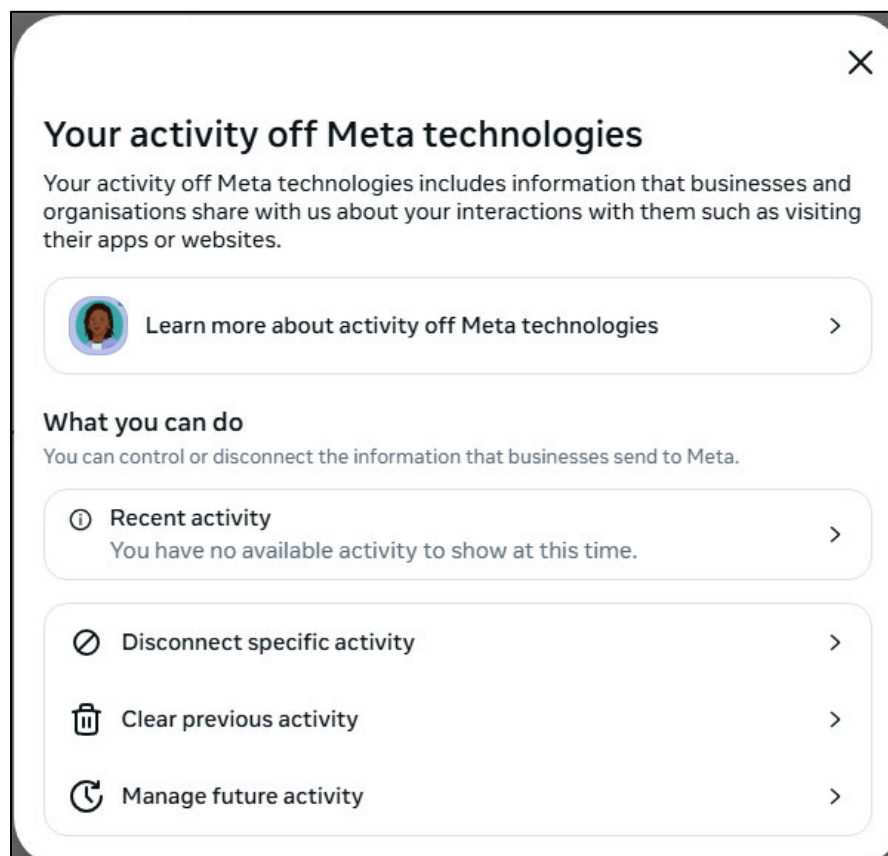 Your activity off Meta technologies
Your activity off Meta technologies includes information that businesses and
organisations share with us about your interactions with them such as visiting
their apps or websites.
Learn more about activity off Meta technologies
What you can do
You can control or disconnect the information that businesses send to Meta.
Recent activity
You have no available activity to show at this time.
Disconnect specific activity
Clear previous activity
Manage future activity